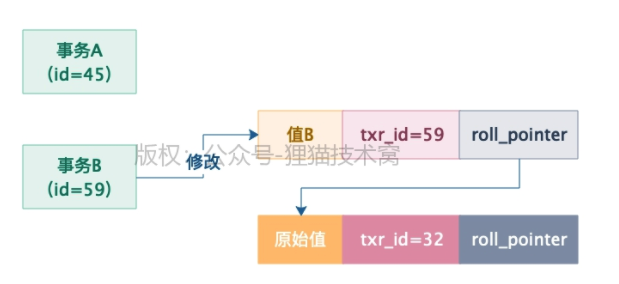 事务A
(id=45)
值B
txr_id=59
roll_pointer
版权:公众号-狸猫技术窝
修改
事务B
(id=59)
原始值
txr_id=32
roll_pointer